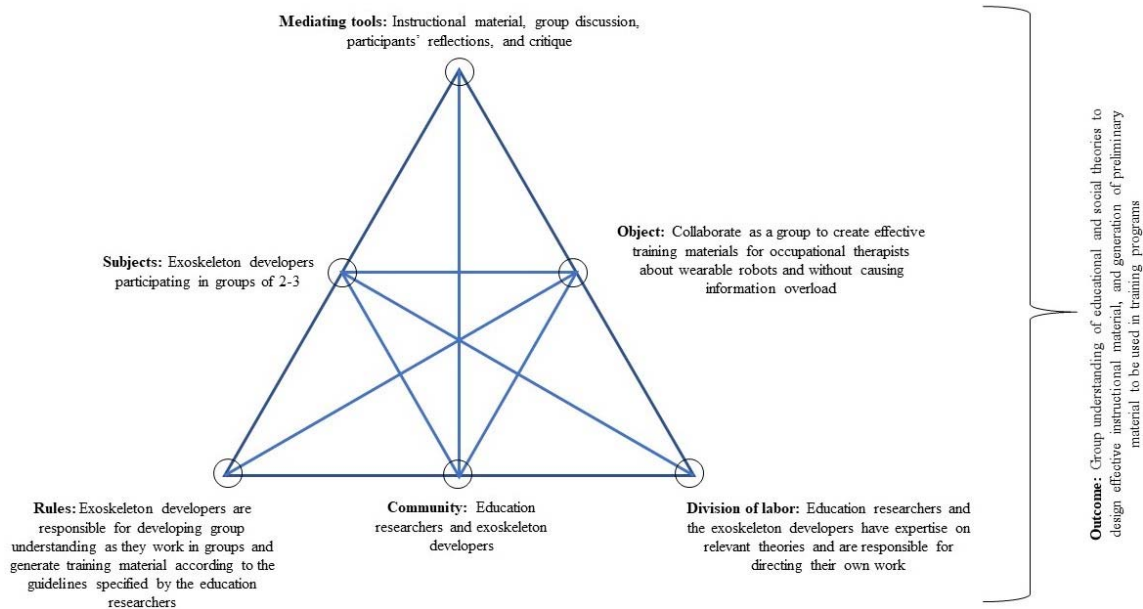 Mediating tools: Instructional material, group discussion,
participants' reflections, and critique
Subjects: Exoskeleton developers
participating in groups of 2-3
Object: Collaborate as a group to create effective
training materials for occupational therapists
about wearable robots and without causing
information overload
Rules: Exoskeleton developers are
responsible for developing group
understanding as they work in groups and
generate training material according to the
guidelines specified by the education
researchers
Community: Education
researchers and exoskeleton
developers
Division of labor: Education researchers and
the exoskeleton developers have expertise on
relevant theories and are responsible for
directing their own work
Outcome: Group understanding of educational and social theories to
design effective instructional material, and generation of preliminary
material to be used in training programs